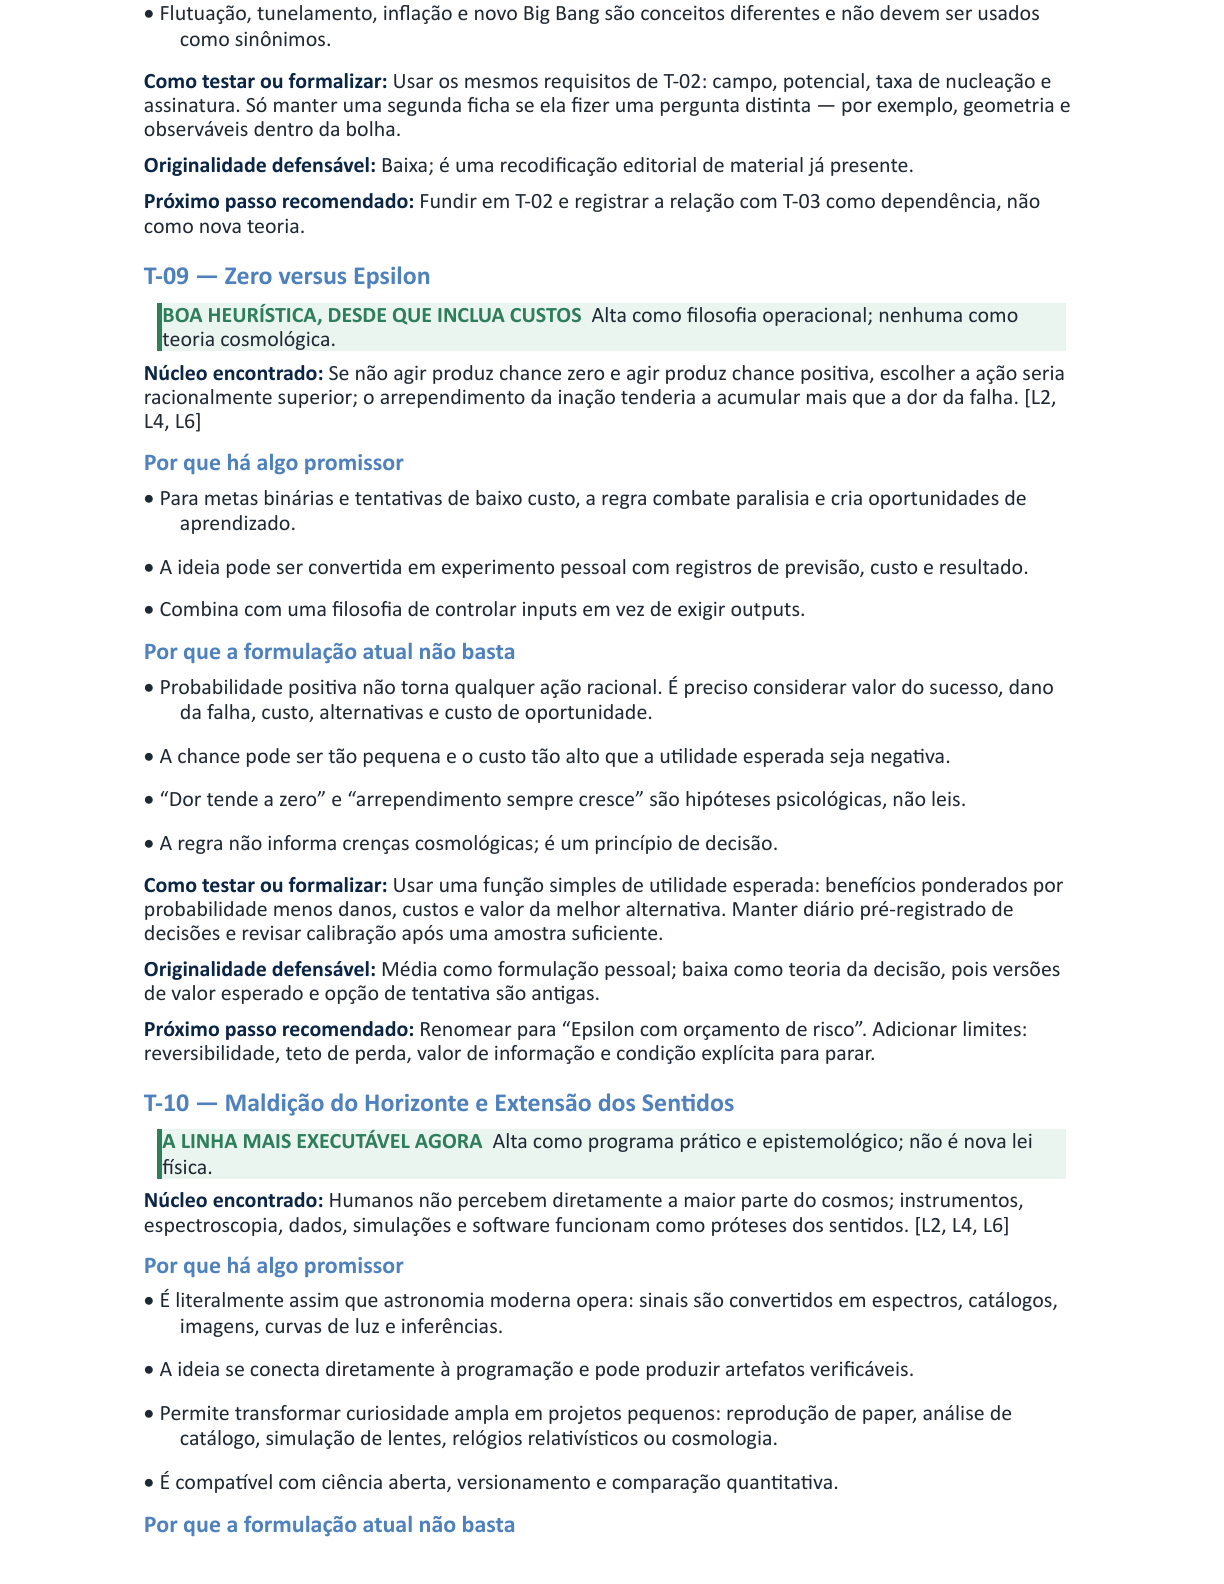 • Flutuação, tunelamento, inflação e novo Big Bang são conceitos diferentes e não devem ser usados
como sinônimos.
Como testar ou formalizar: Usar os mesmos requisitos de T-02: campo, potencial, taxa de nucleação e
assinatura. Só manter uma segunda ficha se ela fizer uma pergunta distinta — por exemplo, geometria e
observáveis dentro da bolha.
Originalidade defensável: Baixa; é uma recodificação editorial de material já presente.
Próximo passo recomendado: Fundir em T-02 e registrar a relação com T-03 como dependência, não
como nova teoria.
T-09 — Zero versus Epsilon
BOA HEURÍSTICA, DESDE QUE INCLUA CUSTOS Alta como filosofia operacional; nenhuma como
teoria cosmológica.
Núcleo encontrado: Se não agir produz chance zero e agir produz chance positiva, escolher a ação seria
racionalmente superior; o arrependimento da inação tenderia a acumular mais que a dor da falha. [L2,
L4, L6]
Por que há algo promissor
• Para metas binárias e tentativas de baixo custo, a regra combate paralisia e cria oportunidades de
aprendizado.
• A ideia pode ser convertida em experimento pessoal com registros de previsão, custo e resultado.
• Combina com uma filosofia de controlar inputs em vez de exigir outputs.
Por que a formulação atual não basta
• Probabilidade positiva não torna qualquer ação racional. É preciso considerar valor do sucesso, dano
da falha, custo, alternativas e custo de oportunidade.
• A chance pode ser tão pequena e o custo tão alto que a utilidade esperada seja negativa.
• “Dor tende a zero” e “arrependimento sempre cresce” são hipóteses psicológicas, não leis.
• A regra não informa crenças cosmológicas; é um princípio de decisão.
Como testar ou formalizar: Usar uma função simples de utilidade esperada: benefícios ponderados por
probabilidade menos danos, custos e valor da melhor alternativa. Manter diário pré-registrado de
decisões e revisar calibração após uma amostra suficiente.
Originalidade defensável: Média como formulação pessoal; baixa como teoria da decisão, pois versões
de valor esperado e opção de tentativa são antigas.
Próximo passo recomendado: Renomear para “Epsilon com orçamento de risco”. Adicionar limites:
reversibilidade, teto de perda, valor de informação e condição explícita para parar.
T-10 — Maldição do Horizonte e Extensão dos Sentidos
A LINHA MAIS EXECUTÁVEL AGORA Alta como programa prático e epistemológico; não é nova lei
física.
Núcleo encontrado: Humanos não percebem diretamente a maior parte do cosmos; instrumentos,
espectroscopia, dados, simulações e software funcionam como próteses dos sentidos. [L2, L4, L6]
Por que há algo promissor
• É literalmente assim que astronomia moderna opera: sinais são convertidos em espectros, catálogos,
imagens, curvas de luz e inferências.
• A ideia se conecta diretamente à programação e pode produzir artefatos verificáveis.
• Permite transformar curiosidade ampla em projetos pequenos: reprodução de paper, análise de
catálogo, simulação de lentes, relógios relativísticos ou cosmologia.
• É compatível com ciência aberta, versionamento e comparação quantitativa.
Por que a formulação atual não basta